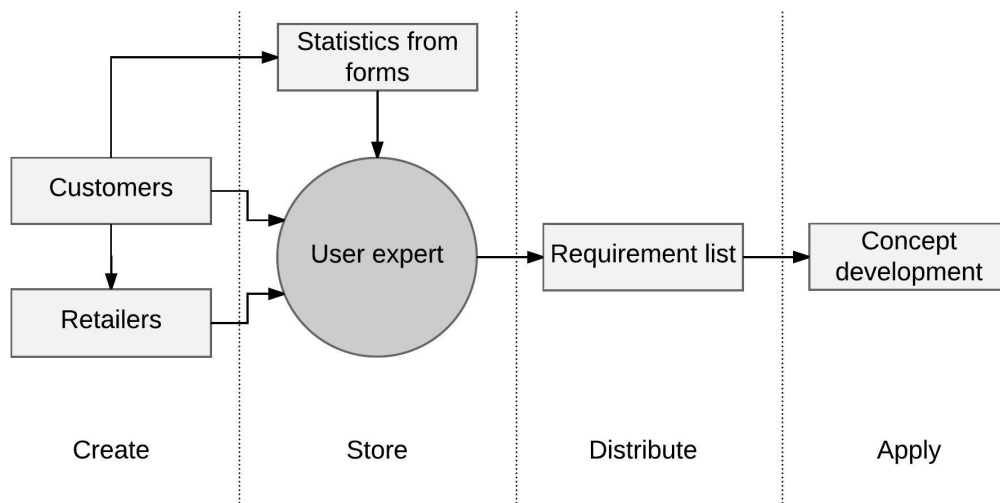 Statistics from
forms
Customers
Retailers
User expert
Requirement list
Concept
development
Create
Store
Distribute
Apply